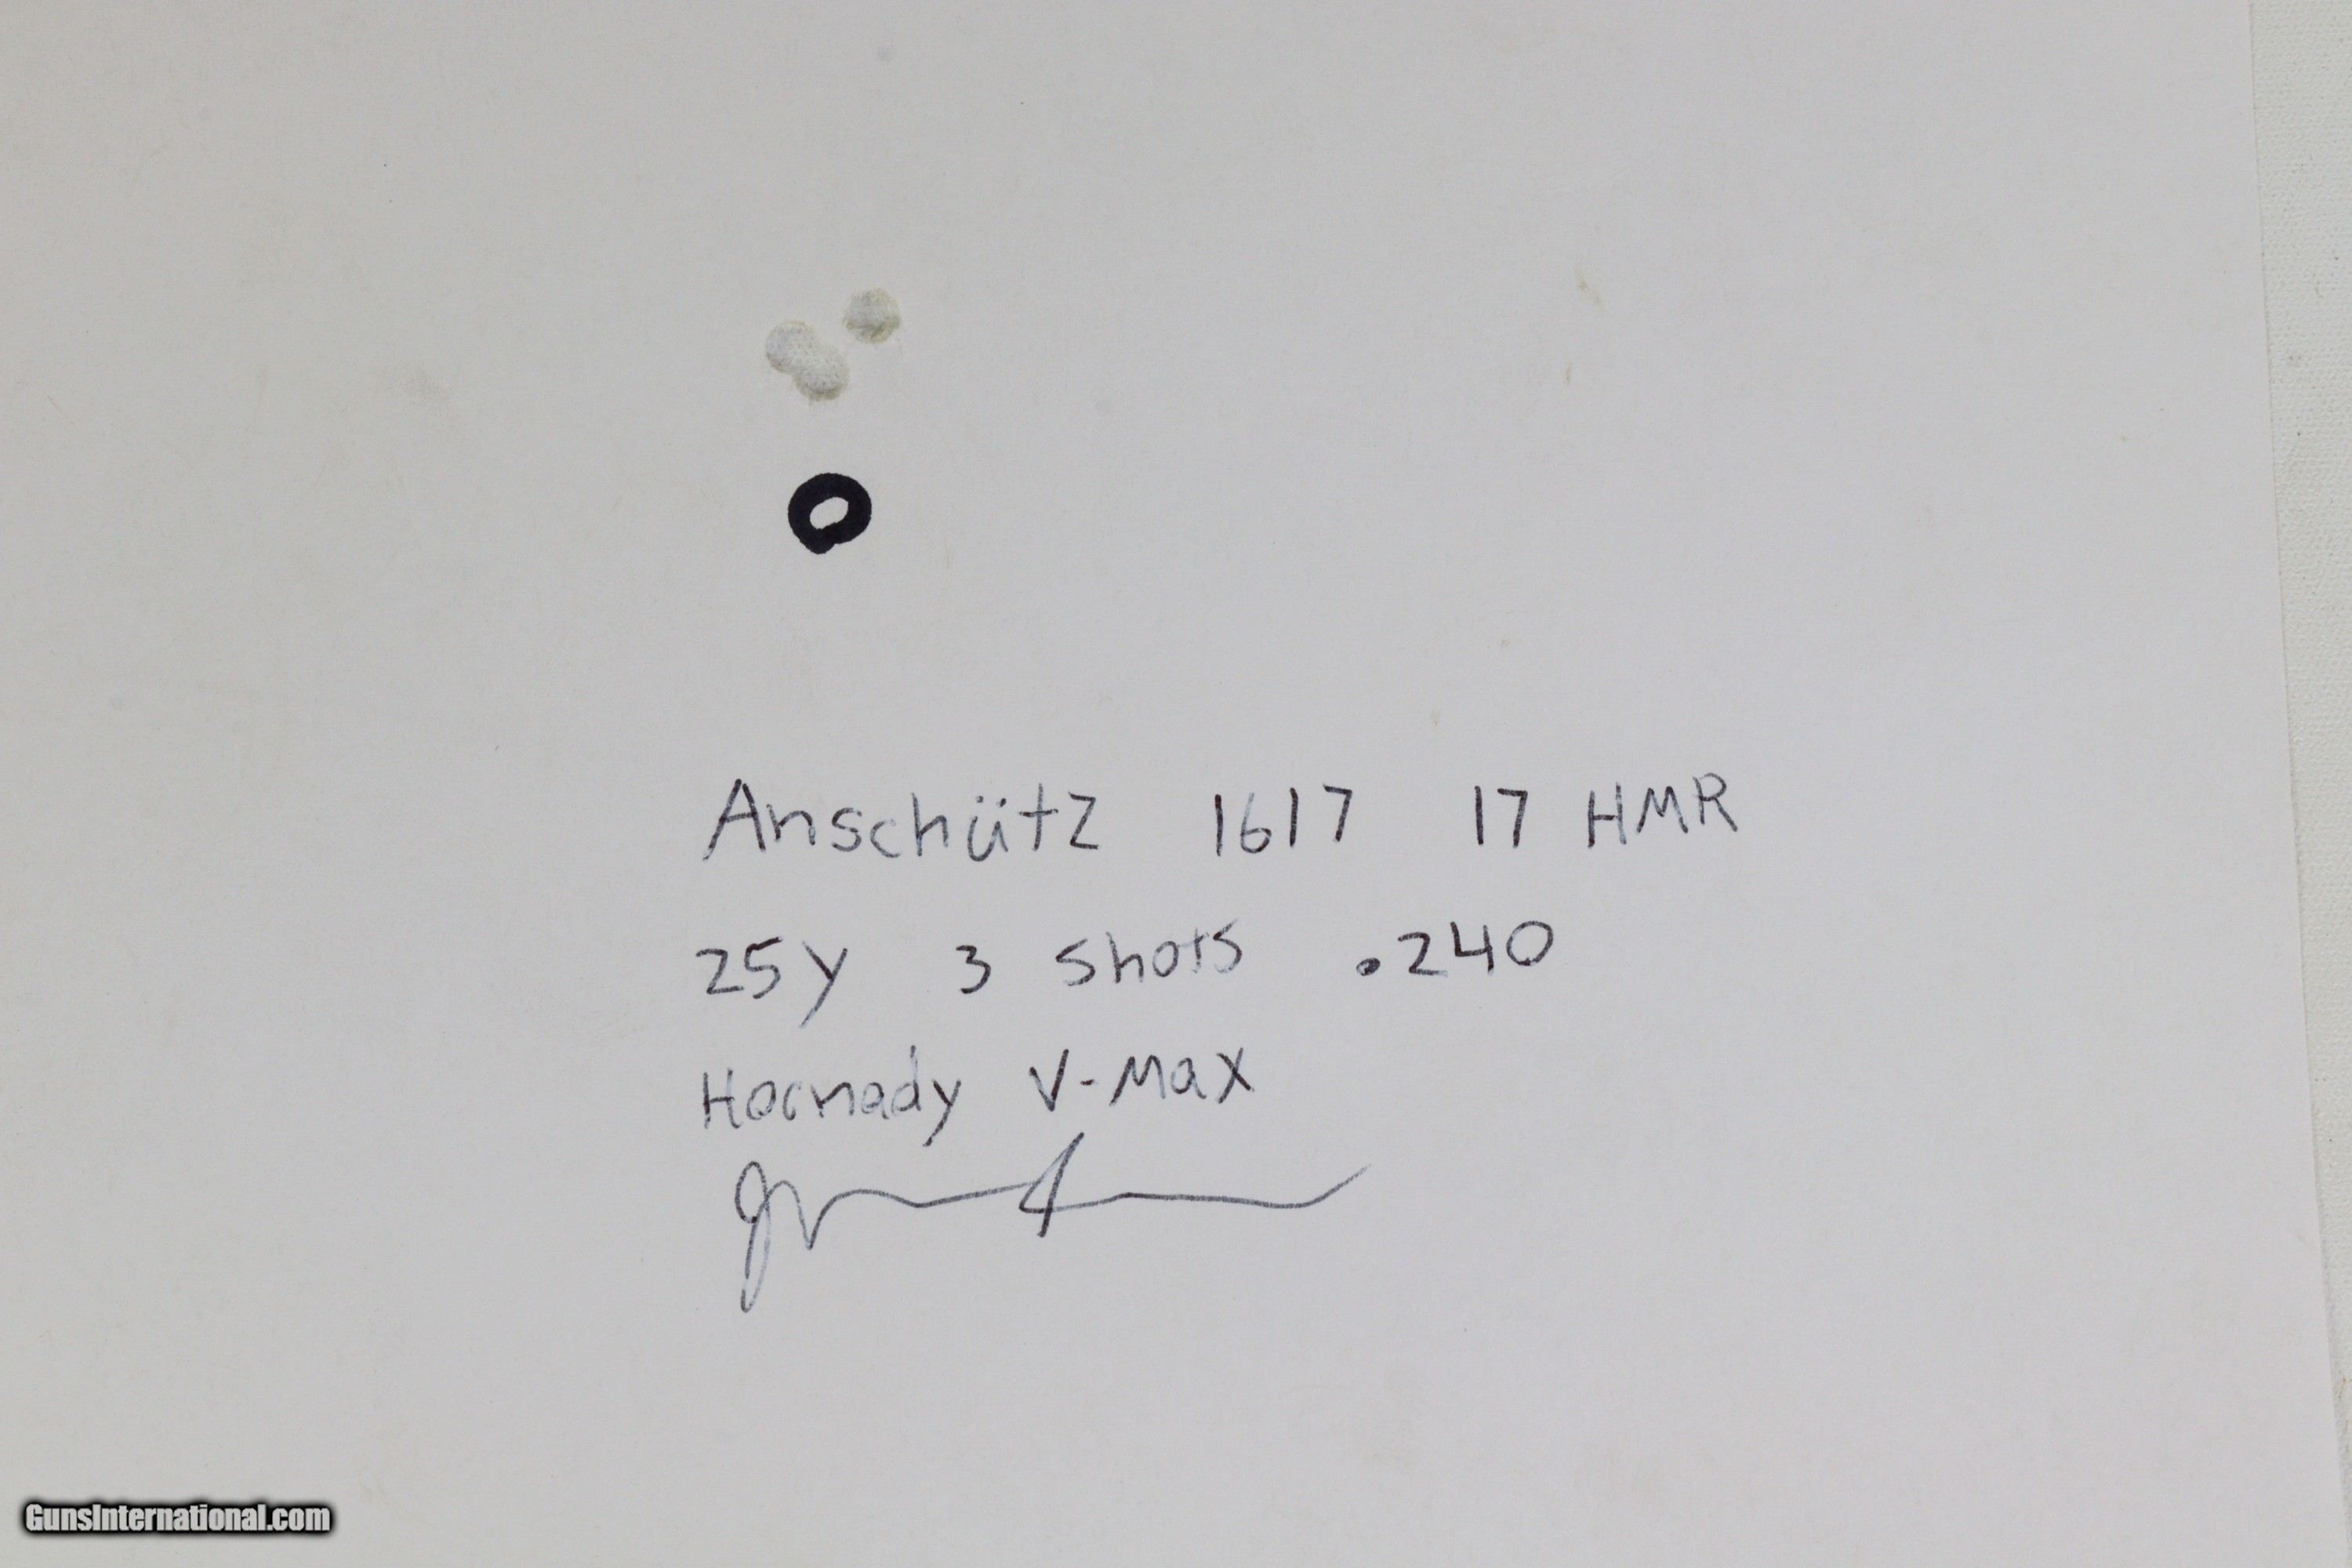 Anschütz 1617 17 HMR
25y 3 shots .240
Hornady V-Max
GunsInternational.com